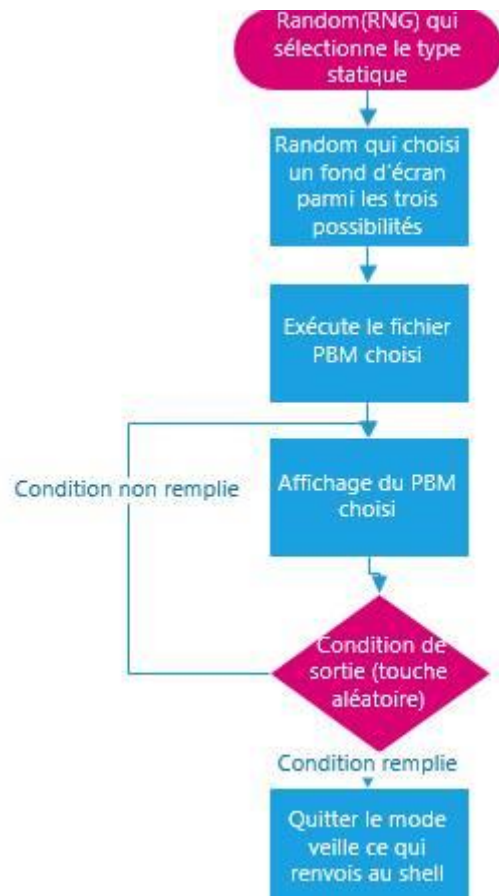 Random(RNG) qui
sélectionne le type
statique
Random qui choisi
un fond d'écran
parmi les trois
possibilités
Exécute le fichier
PBM choisi
Condition non remplie
Affichage du PBM
choisi
Condition de
sortie (touche
aléatoire)
Condition remplie
Quitter le mode
veille ce qui
renvois au shell